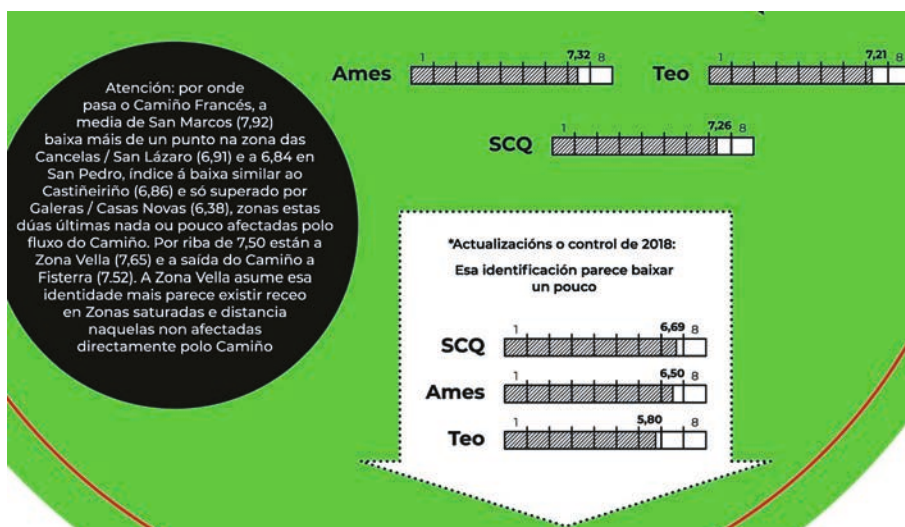 Atención: por onde
pasa o Camiño Francés, a
media de San Marcos (7,92)
baixa máis de un punto na zona das
Cancelas / San Lázaro (6,91) e a 6,84 en
San Pedro, índice á baixa similar ao
Castiñeiriño (6,86) e só superado por
Galeras / Casas Novas (6,38), zonas estas
dúas últimas nada ou pouco afectadas polo
fluxo do Camiño. Por riba de 7,50 están a
Zona Vella (7,65) e a saída do Camiño a
Fisterra (7.52). A Zona Vella asume esa
identidade mais parece existir receo
en Zonas saturadas e distancia
naquelas non afectadas
directamente polo Camiño
Ames 1 7,32 8
Teo 1 7,21 8
SCQ 1 7,26 8
*Actualizacións o control de 2018:
Esa identificación parece baixar
un pouco
SCQ 1 6,69 8
Ames 1 6,50 8
Teo 1 5,80 8